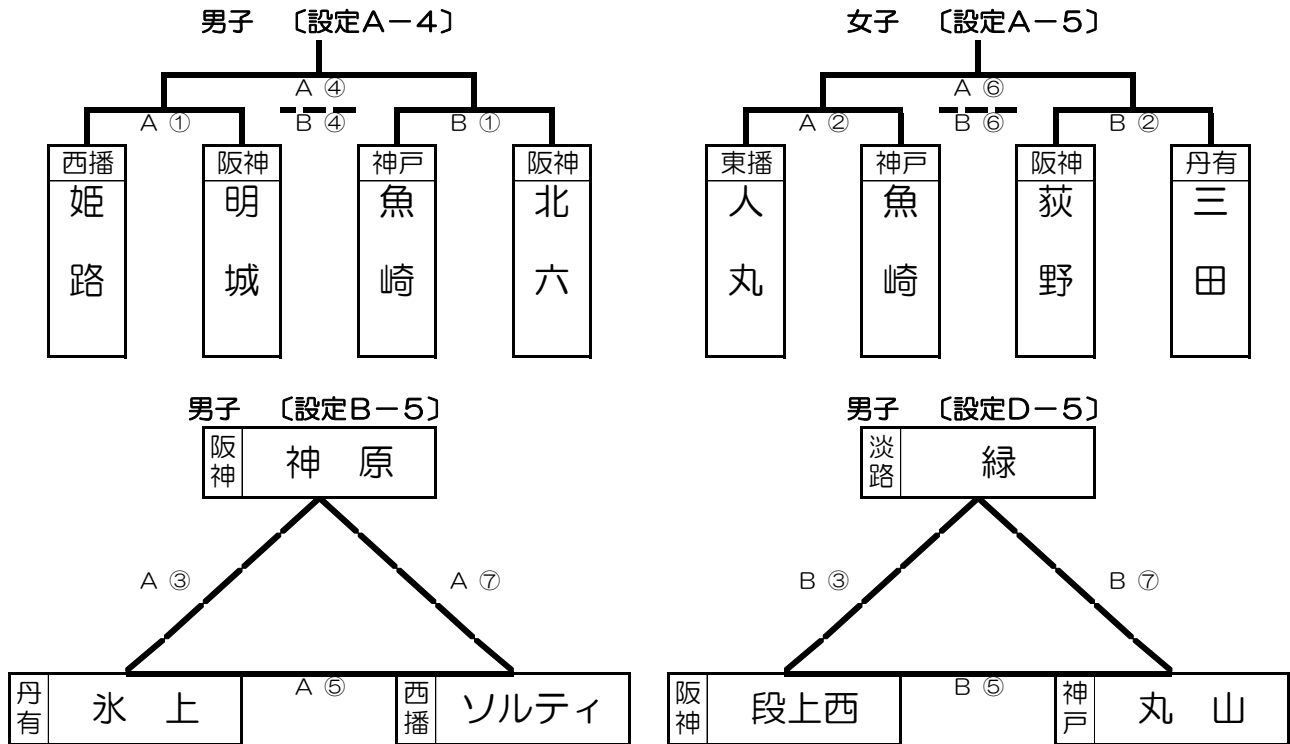 男子 〔設定A-4〕
A ④
A ①
B ④
B ①
西播
姫路
阪神
明城
神戸
魚崎
阪神
北六
女子 〔設定A-5〕
A ⑥
A ②
B ⑥
B ②
東播
人丸
神戸
魚崎
阪神
荻野
丹有
三田
男子 〔設定B-5〕
阪神
神 原
A ③
A ⑦
A ⑤
丹有
氷 上
西播
ソルティ
男子 〔設定D-5〕
淡路
緑
B ③
B ⑦
B ⑤
阪神
段上西
神戸
丸 山